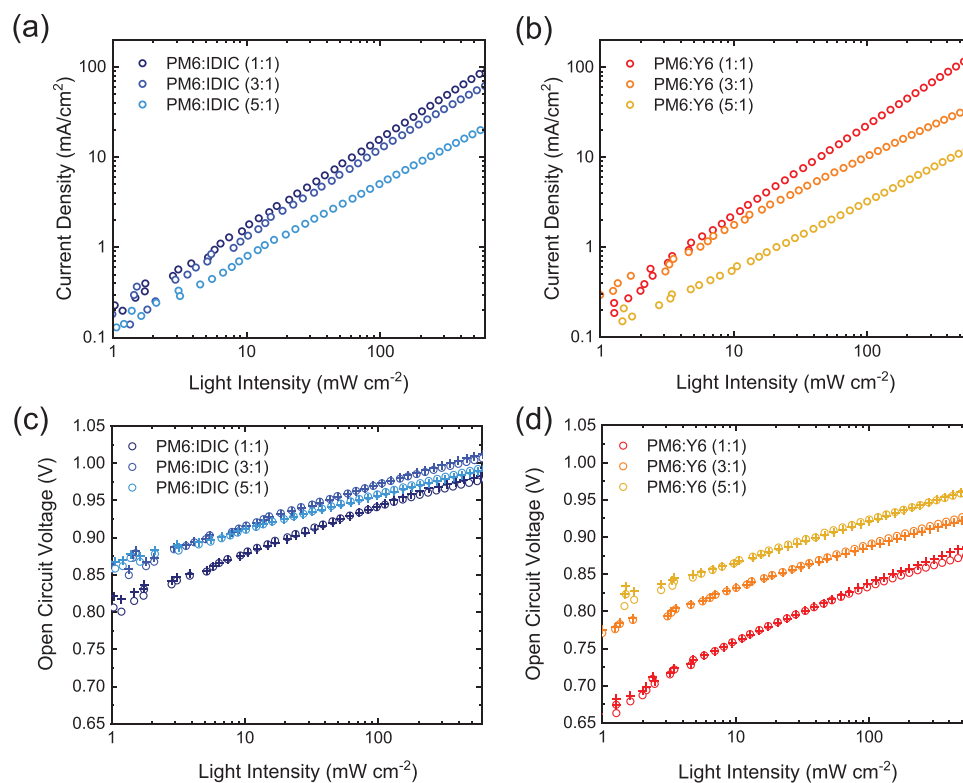 (a)
PM6:IDIC (1:1)
PM6:IDIC (3:1)
PM6:IDIC (5:1)
100
10
1
0.1
Current Density (mA/cm²)
1
10
100
Light Intensity (mW cm⁻²)
(b)
PM6:Y6 (1:1)
PM6:Y6 (3:1)
PM6:Y6 (5:1)
100
10
1
0.1
Current Density (mA/cm²)
1
10
100
Light Intensity (mW cm⁻²)
(c)
PM6:IDIC (1:1)
PM6:IDIC (3:1)
PM6:IDIC (5:1)
1.05
1.00
0.95
0.90
0.85
0.80
0.75
0.70
0.65
Open Circuit Voltage (V)
1
10
100
Light Intensity (mW cm⁻²)
(d)
PM6:Y6 (1:1)
PM6:Y6 (3:1)
PM6:Y6 (5:1)
1.05
1.00
0.95
0.90
0.85
0.80
0.75
0.70
0.65
Open Circuit Voltage (V)
1
10
100
Light Intensity (mW cm⁻²)